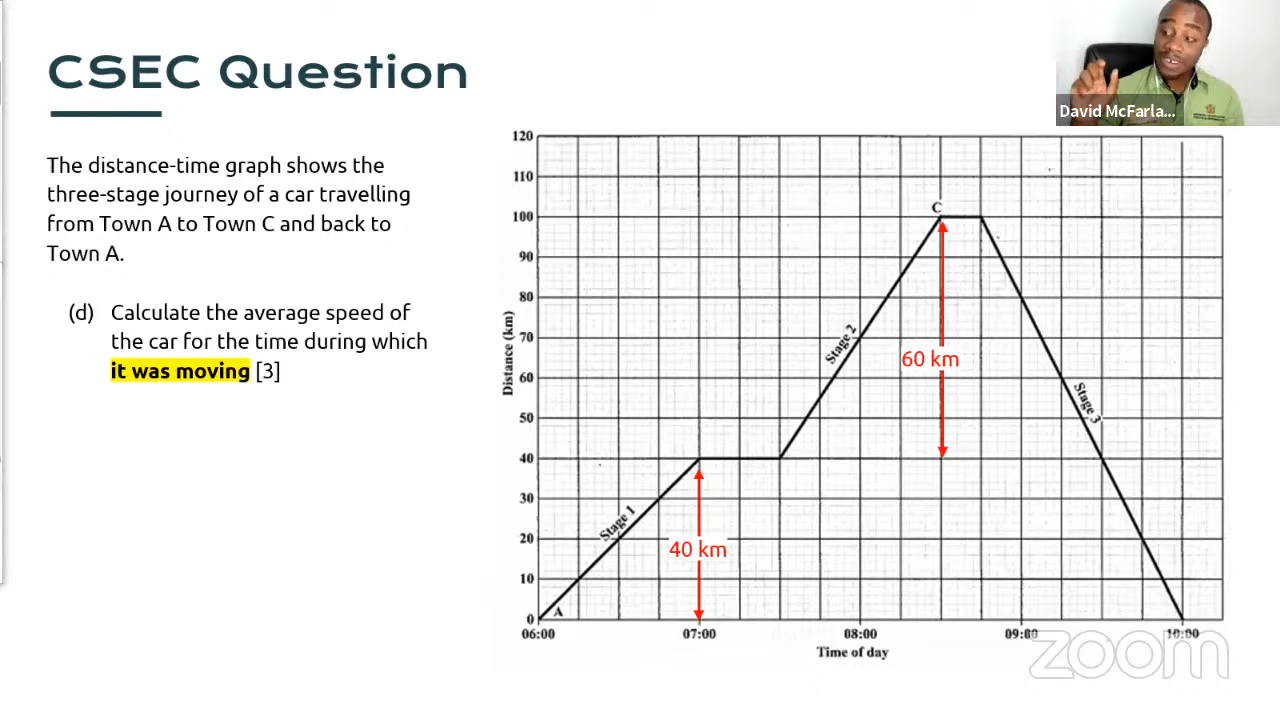 CSEC Question
David McFarla...
The distance-time graph shows the
three-stage journey of a car travelling
from Town A to Town C and back to
Town A.
(d) Calculate the average speed of
the car for the time during which
it was moving [3]
120
110
100
90
80
70
60
50
40
30
20
10
0
Distance (km)
C
Stage 2
60 km
Stage 3
Stage 1
40 km
A
06:00 07:00 08:00 09:00 10:00
Time of day
zoom